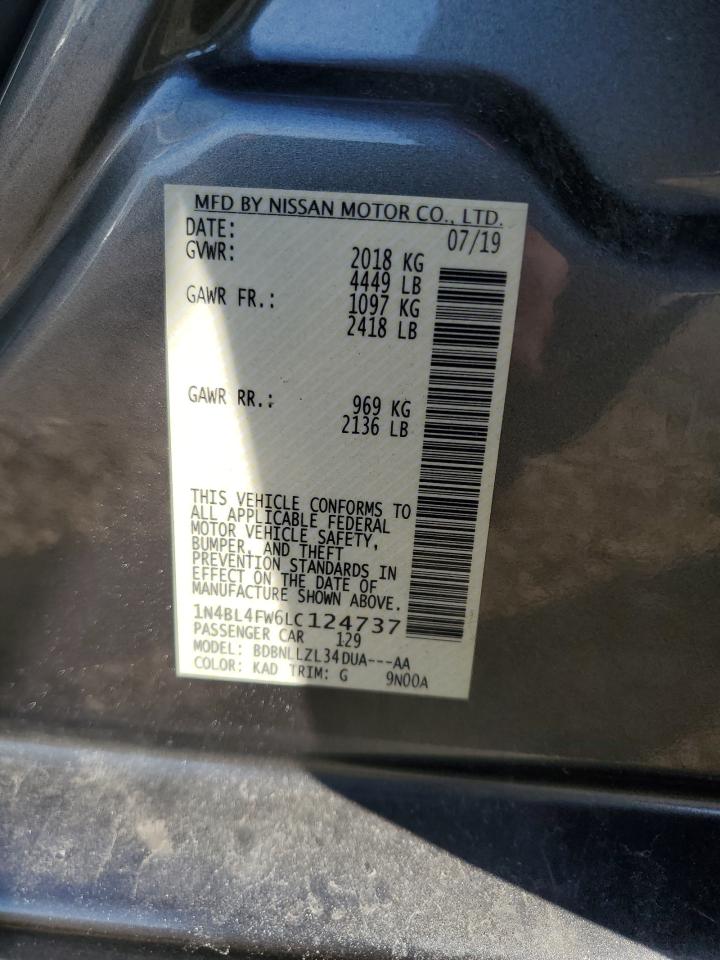 MFD BY NISSAN MOTOR CO., LTD.
DATE: 07/19
GVWR: 2018 KG
4449 LB
GAWR FR.: 1097 KG
2418 LB
GAWR RR.: 969 KG
2136 LB
THIS VEHICLE CONFORMS TO
ALL APPLICABLE FEDERAL
MOTOR VEHICLE SAFETY,
BUMPER, AND THEFT
PREVENTION STANDARDS IN
EFFECT ON THE DATE OF
MANUFACTURE SHOWN ABOVE.
1N4BL4FW6LC124737
PASSENGER CAR 129
MODEL: BDBNLLZL34DUA---AA
COLOR: KAD TRIM: G 9N00A